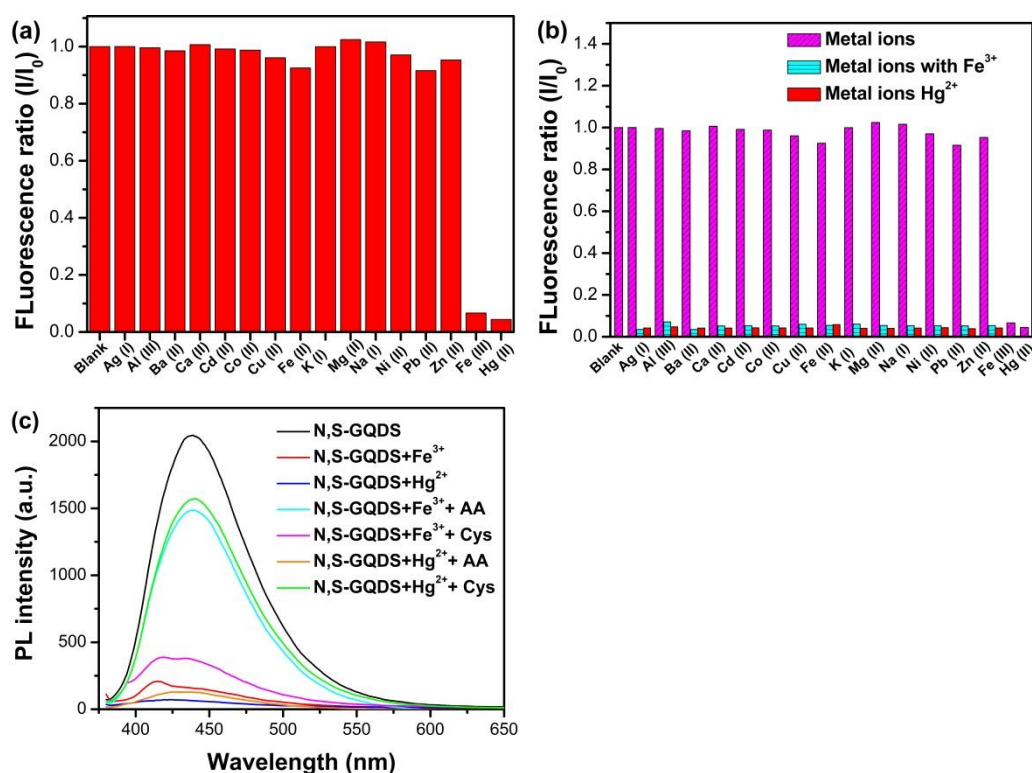 (a)
FLuorescence ratio (I/I₀)
1.0
0.8
0.6
0.4
0.2
0.0
Blank
Ag (I)
Al (III)
Ba (II)
Ca (II)
Cd (II)
Co (II)
Cu (II)
Fe (II)
K (I)
Mg (II)
Na (I)
Ni (II)
Pb (II)
Zn (II)
Fe (III)
Hg (II)
(b)
FLuorescence ratio (I/I₀)
1.4
1.2
1.0
0.8
0.6
0.4
0.2
0.0
Metal ions
Metal ions with Fe³⁺
Metal ions Hg²⁺
Blank
Ag (I)
Al (III)
Ba (II)
Ca (II)
Cd (II)
Co (II)
Cu (II)
Fe (II)
K (I)
Mg (II)
Na (I)
Ni (II)
Pb (II)
Zn (II)
Fe (III)
Hg (II)
(c)
PL intensity (a.u.)
2000
1500
1000
500
0
N,S-GQDS
N,S-GQDS+Fe³⁺
N,S-GQDS+Hg²⁺
N,S-GQDS+Fe³⁺+ AA
N,S-GQDS+Fe³⁺ + Cys
N,S-GQDS+Hg²⁺+ AA
N,S-GQDS+Hg²⁺ + Cys
400 450 500 550 600 650
Wavelength (nm)